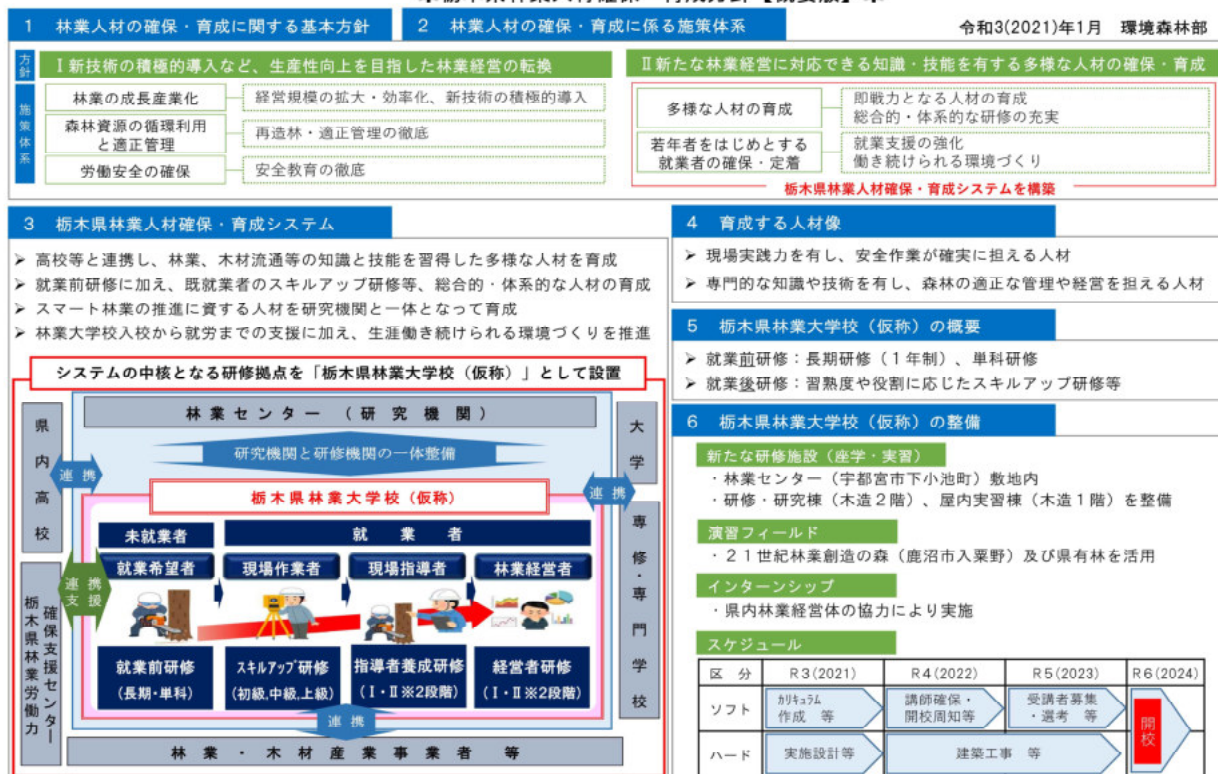 1 林業人材の確保・育成に関する基本方針
2 林業人材の確保・育成に係る施策体系
令和3(2021)年1月 環境森林部
方針
Ⅰ新技術の積極的導入など、生産性向上を目指した林業経営の転換
Ⅱ新たな林業経営に対応できる知識・技能を有する多様な人材の確保・育成
施策体系
林業の成長産業化
経営規模の拡大・効率化、新技術の積極的導入
森林資源の循環利用
と適正管理
再造林・適正管理の徹底
労働安全の確保
安全教育の徹底
多様な人材の育成
即戦力となる人材の育成
総合的・体系的な研修の充実
若年者をはじめとする
就業者の確保・定着
就業支援の強化
働き続けられる環境づくり
栃木県林業人材確保・育成システムを構築
3 栃木県林業人材確保・育成システム
➤ 高校等と連携し、林業、木材流通等の知識と技能を習得した多様な人材を育成
➤ 就業前研修に加え、既就業者のスキルアップ研修等、総合的・体系的な人材の育成
➤ スマート林業の推進に資する人材を研究機関と一体となって育成
➤ 林業大学校入校から就労までの支援に加え、生涯働き続けられる環境づくりを推進
システムの中核となる研修拠点を「栃木県林業大学校（仮称）」として設置
県内高校
林業センター（研究機関）
大学
専修・専門学校
研究機関と研修機関の一体整備
連携
連携
栃木県林業大学校（仮称）
未就業者
就業者
就業希望者
現場作業者
現場指導者
林業経営者
連携
支援
栃木県林業労働力
確保支援センター
就業前研修
(長期・単科)
スキルアップ研修
(初級,中級,上級)
指導者養成研修
(Ⅰ・Ⅱ※2段階)
経営者研修
(Ⅰ・Ⅱ※2段階)
連携
林業・木材産業事業者等
4 育成する人材像
➤ 現場実践力を有し、安全作業が確実に担える人材
➤ 専門的な知識や技術を有し、森林の適正な管理や経営を担える人材
5 栃木県林業大学校（仮称）の概要
➤ 就業前研修：長期研修（1年制）、単科研修
➤ 就業後研修：習熟度や役割に応じたスキルアップ研修等
6 栃木県林業大学校（仮称）の整備
新たな研修施設（座学・実習）
・林業センター（宇都宮市下小池町）敷地内
・研修・研究棟（木造２階）、屋内実習棟（木造１階）を整備
演習フィールド
・２１世紀林業創造の森（鹿沼市入粟野）及び県有林を活用
インターンシップ
・県内林業経営体の協力により実施
スケジュール
区分 R3(2021) R4(2022) R5(2023) R6(2024)
ソフト
ｶﾘｷｭﾗﾑ
作成 等
講師確保・
開校周知等
受講者募集
・選考 等
開校
ハード
実施設計等
建築工事 等